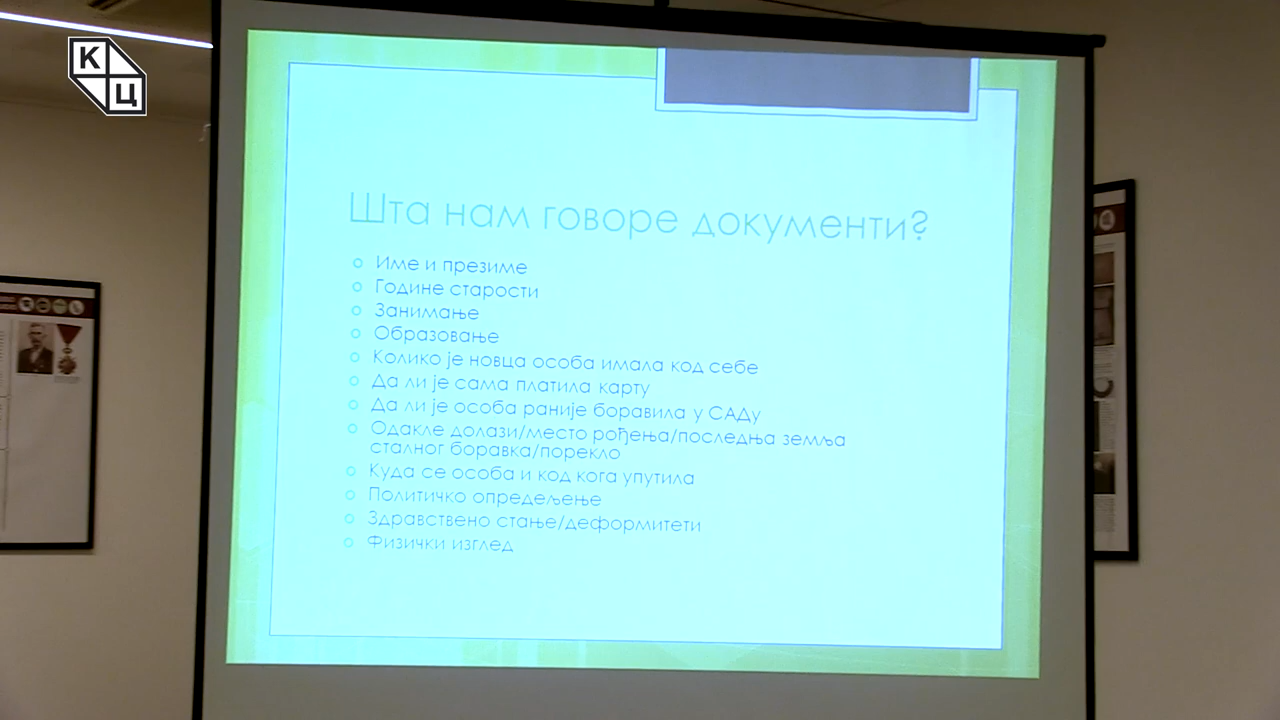 К
Ц
Шта нам говоре документи?
Име и презиме
Године старости
Занимање
Образовање
Колико је новца особа имала код себе
Да ли је сама платила карту
Да ли је особа раније боравила у САДу
Одакле долази/место рођења/последња земља
сталног боравка/порекло
Куда се особа и код кога упутила
Политичко опредељење
Здравствено стање/деформитети
Физички изглед